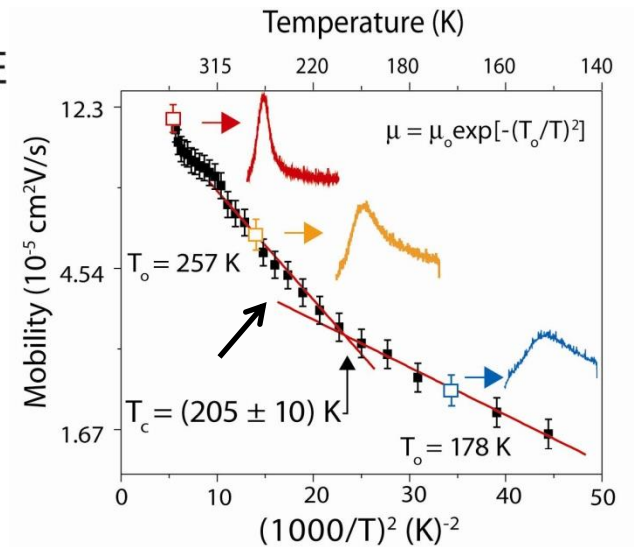 Temperature (K)
E
315 220 180 160 140
12.3
μ = μₒexp[-(Tₒ/T)²]
Tₒ = 257 K
4.54
Mobility (10⁻⁵ cm²V/s)
T꜀ = (205 ± 10) K
Tₒ = 178 K
1.67
0 10 20 30 40 50
(1000/T)² (K)⁻²